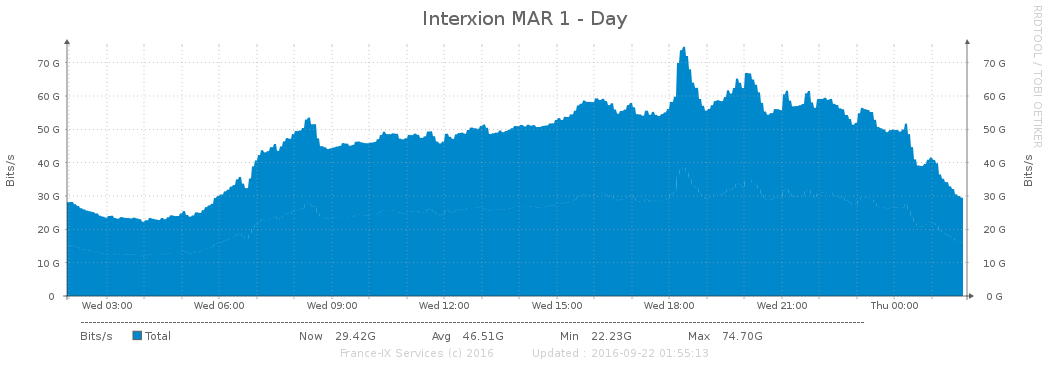 Interxion MAR 1 - Day
RRDTOOL / TOBI OETIKER
Bits/s
70 G 70 G
60 G 60 G
50 G 50 G
40 G 40 G
30 G 30 G
20 G 20 G
10 G 10 G
0 0 G
Bits/s
Wed 03:00 Wed 06:00 Wed 09:00 Wed 12:00 Wed 15:00 Wed 18:00 Wed 21:00 Thu 00:00
Bits/s Total Now 29.42G Avg 46.51G Min 22.23G Max 74.70G
France-IX Services (c) 2016 Updated : 2016-09-22 01:55:13